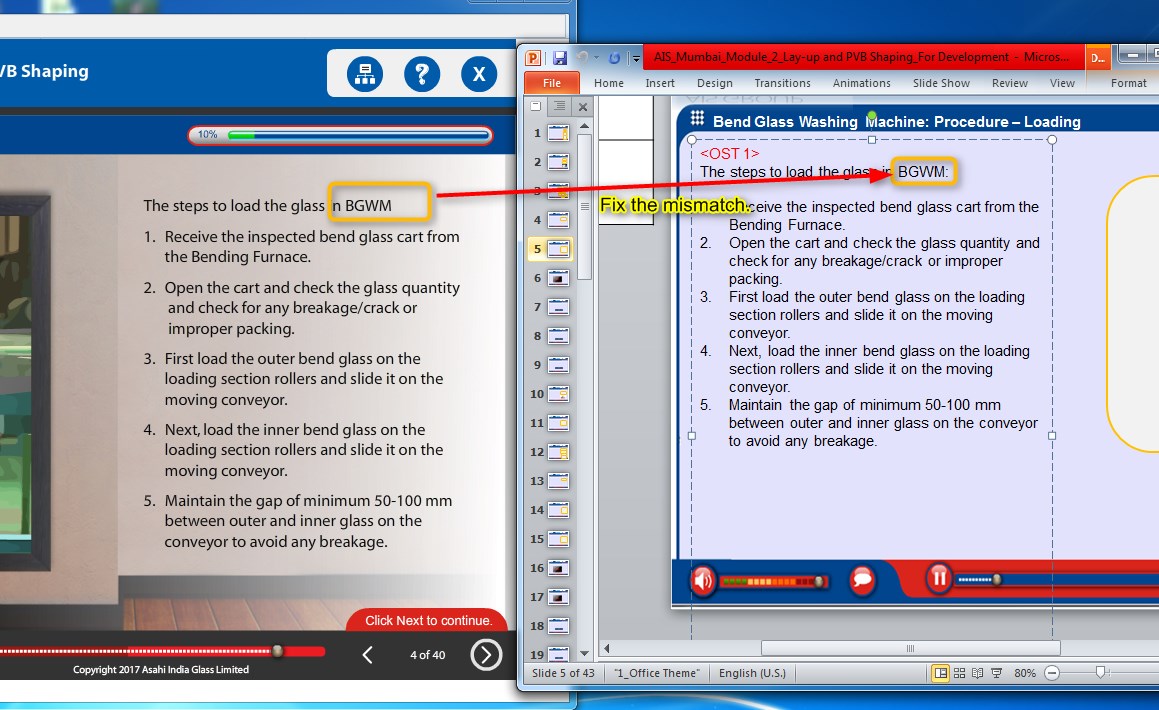 VB Shaping
? X
10%
The steps to load the glass in BGWM
1. Receive the inspected bend glass cart from
the Bending Furnace.
2. Open the cart and check the glass quantity
and check for any breakage/crack or
improper packing.
3. First load the outer bend glass on the
loading section rollers and slide it on the
moving conveyor.
4. Next, load the inner bend glass on the
loading section rollers and slide it on the
moving conveyor.
5. Maintain the gap of minimum 50-100 mm
between outer and inner glass on the
conveyor to avoid any breakage.
Click Next to continue.
4 of 40
Copyright 2017 Asahi India Glass Limited
AIS_Mumbai_Module_2_Lay-up and PVB Shaping_For Development - Micros...
D...
File Home Insert Design Transitions Animations Slide Show Review View Format
1
2
3
4
5
6
7
8
9
10
11
12
13
14
15
16
17
18
19
Bend Glass Washing Machine: Procedure – Loading
<OST 1>
The steps to load the glass in BGWM:
Fix the mismatch.
ceive the inspected bend glass cart from the
Bending Furnace.
2. Open the cart and check the glass quantity and
check for any breakage/crack or improper
packing.
3. First load the outer bend glass on the loading
section rollers and slide it on the moving
conveyor.
4. Next, load the inner bend glass on the loading
section rollers and slide it on the moving
conveyor.
5. Maintain the gap of minimum 50-100 mm
between outer and inner glass on the conveyor
to avoid any breakage.
Slide 5 of 43 "1_Office Theme" English (U.S.) 80%